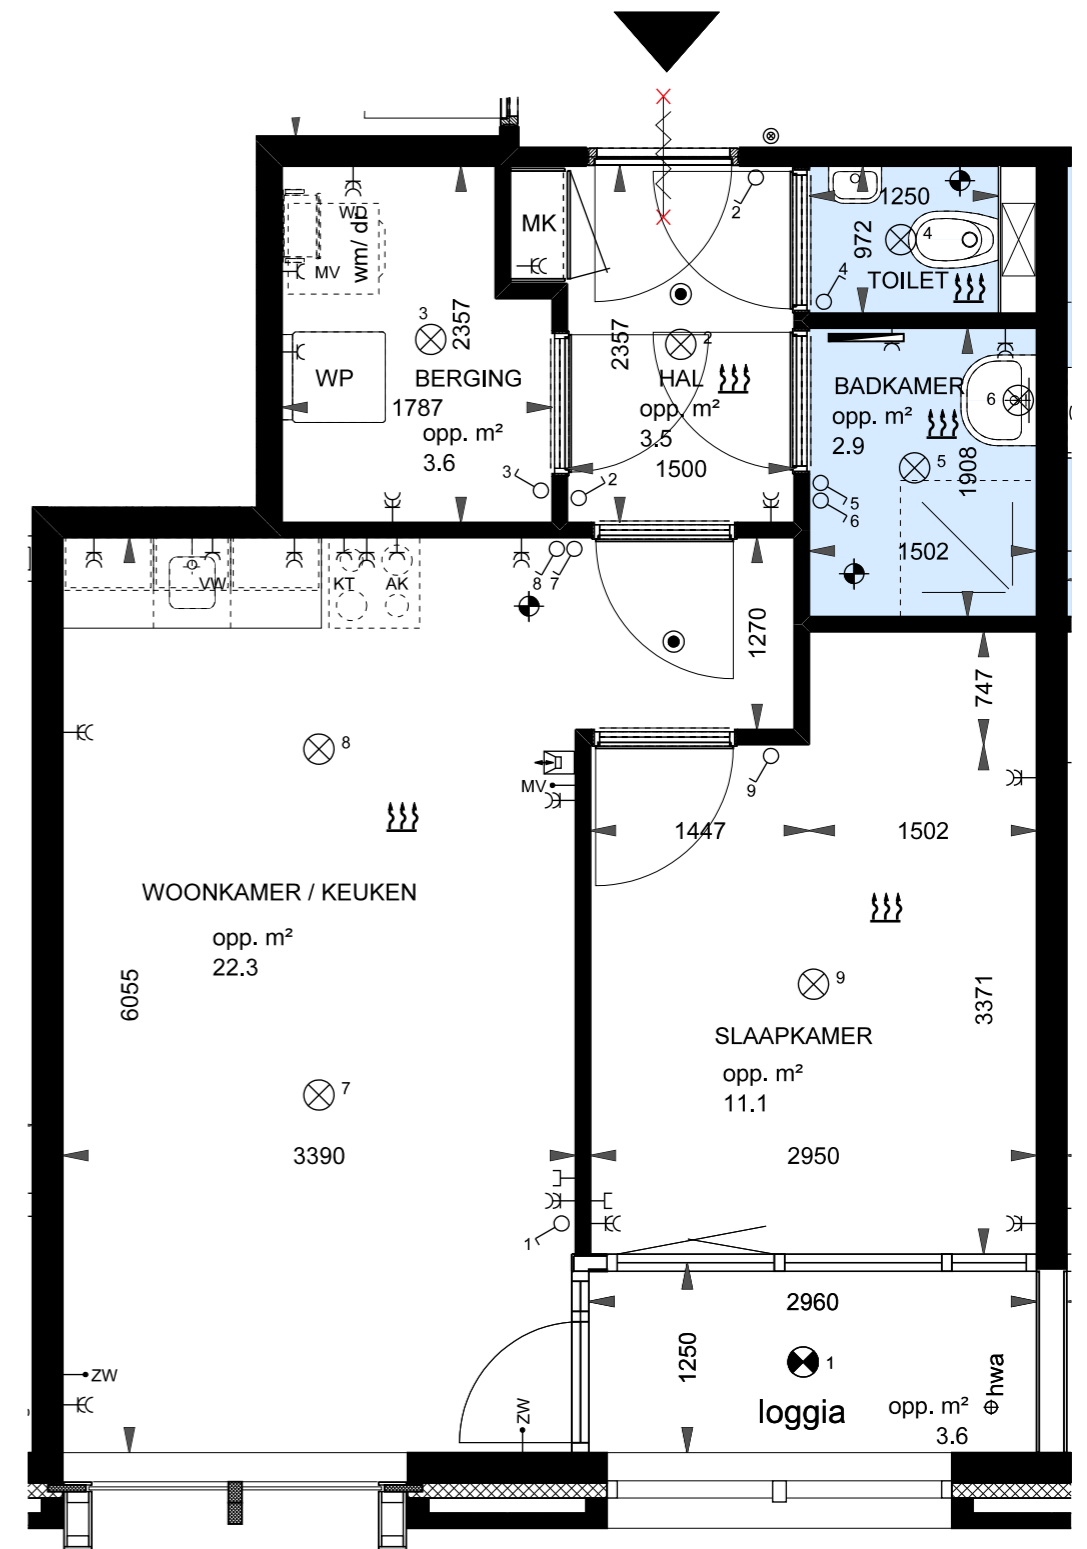 2
WD
wm/ dr
MV
MK
1250
972
4
4
TOILET
3
2357
WP
BERGING
1787
opp. m²
3.6
2357
2
HAL
opp. m²
3.5
1500
3
2
BADKAMER
opp. m²
2.9
6
5
1908
5
6
1502
VW
KT
AK
8
7
1270
747
8
MV
9
1447
1502
WOONKAMER / KEUKEN
opp. m²
22.3
6055
9
3371
SLAAPKAMER
opp. m²
11.1
7
3390
2950
1
2960
1250
1
loggia
opp. m²
3.6
hwa
ZW
ZW